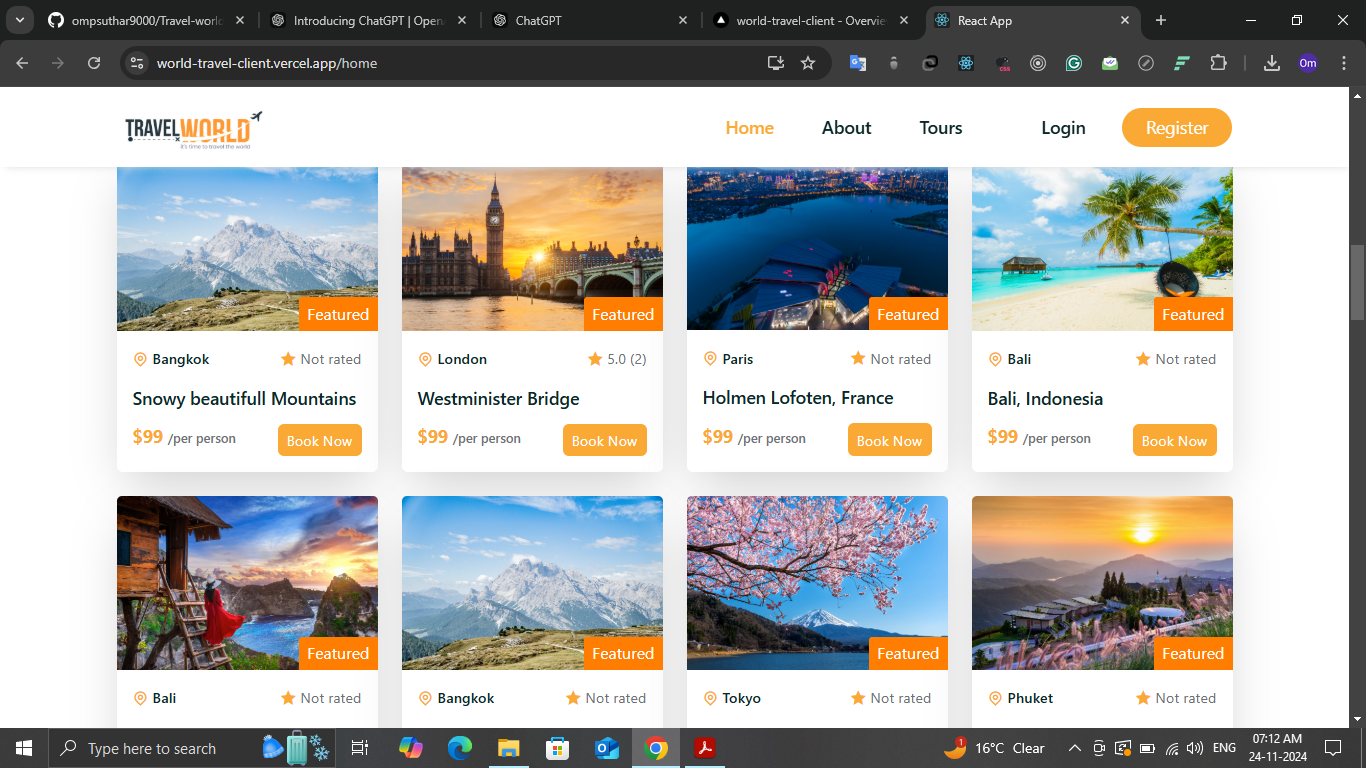 ompsuthar9000/Travel-world
Introducing ChatGPT | OpenA
ChatGPT
world-travel-client - Overvie
React App
world-travel-client.vercel.app/home
Om
TRAVELWORLD
It's time to travel the world
Home
About
Tours
Login
Register
Featured
Featured
Featured
Featured
Bangkok
Not rated
London
5.0 (2)
Paris
Not rated
Bali
Not rated
Snowy beautifull Mountains
Westminister Bridge
Holmen Lofoten, France
Bali, Indonesia
$99 /per person
Book Now
$99 /per person
Book Now
$99 /per person
Book Now
$99 /per person
Book Now
Featured
Featured
Featured
Featured
Bali
Not rated
Bangkok
Not rated
Tokyo
Not rated
Phuket
Not rated
Type here to search
1
16°C Clear
ENG
07:12 AM
24-11-2024